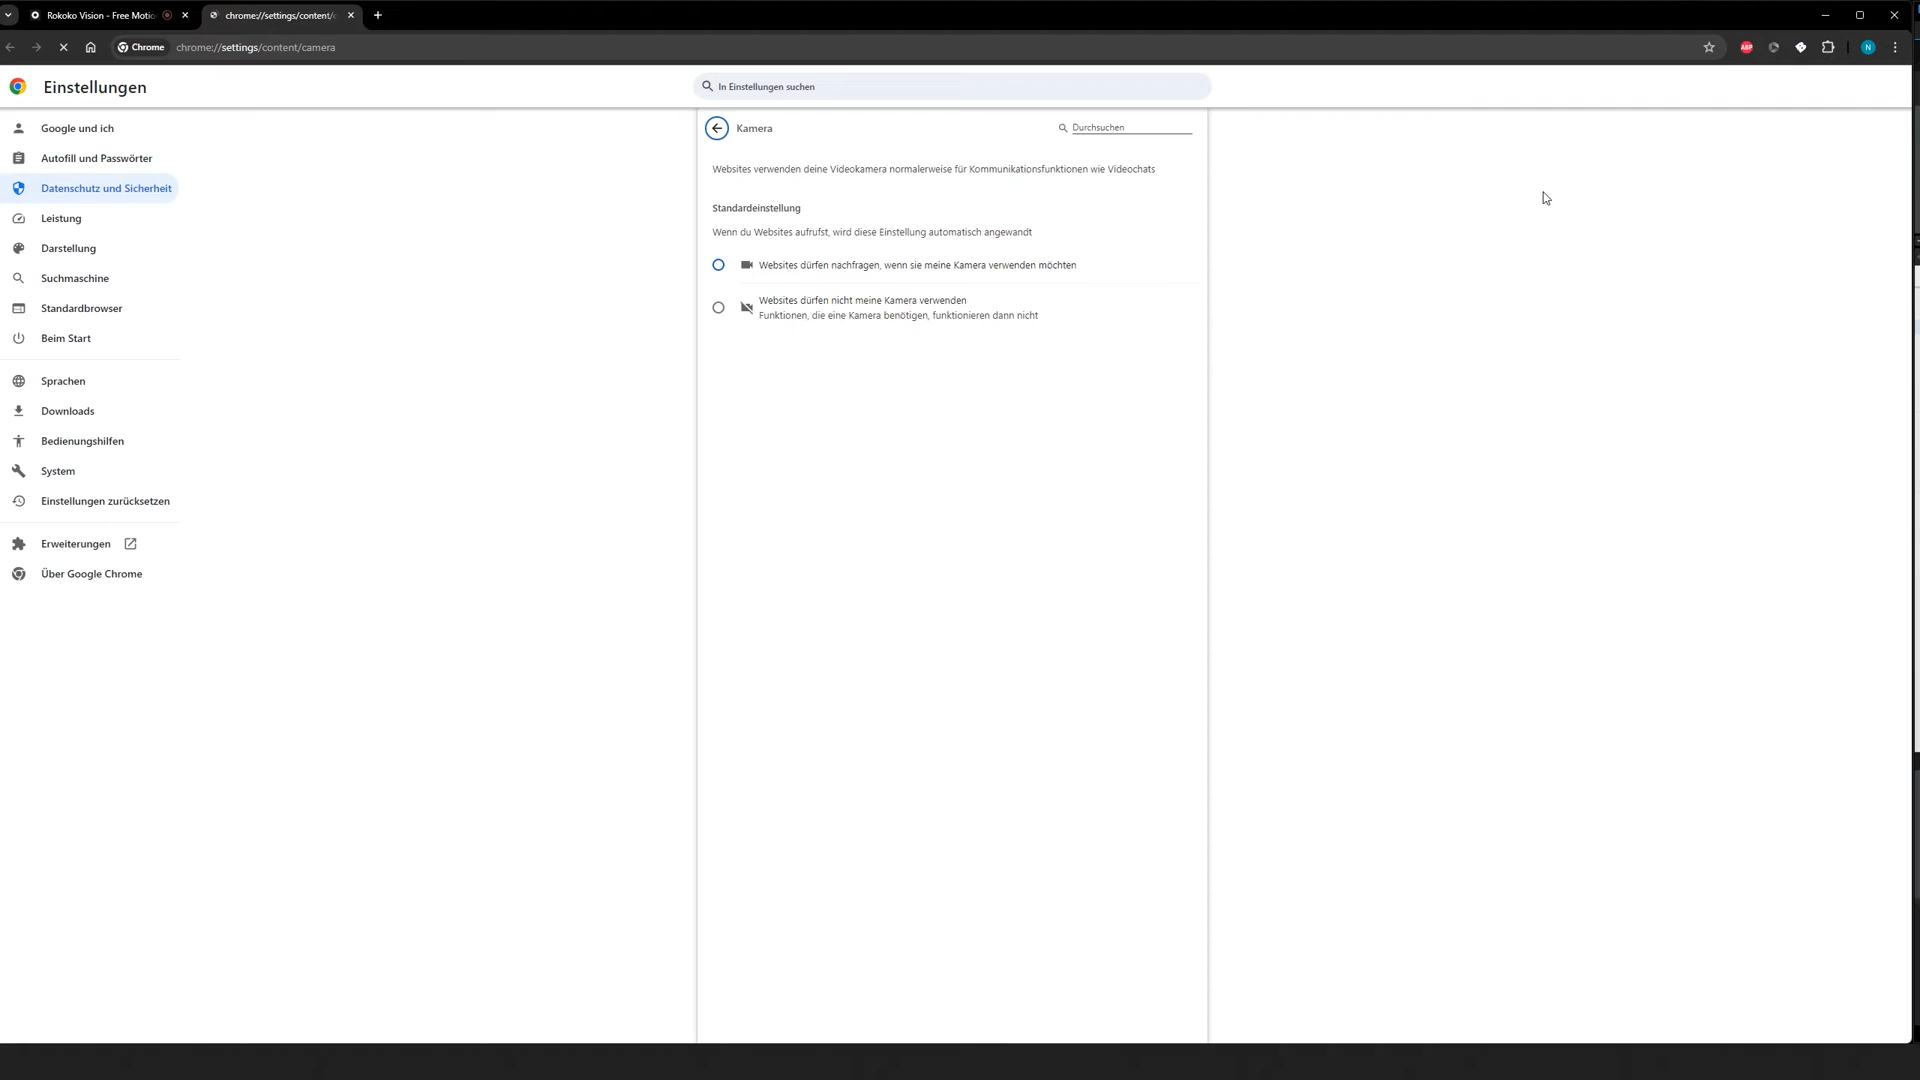 Rokoko Vision - Free Motio
chrome://settings/content/c
Chrome
chrome://settings/content/camera
ABP
N
Einstellungen
In Einstellungen suchen
Google und ich
Autofill und Passwörter
Datenschutz und Sicherheit
Leistung
Darstellung
Suchmaschine
Standardbrowser
Beim Start
Sprachen
Downloads
Bedienungshilfen
System
Einstellungen zurücksetzen
Erweiterungen
Über Google Chrome
Kamera
Durchsuchen
Websites verwenden deine Videokamera normalerweise für Kommunikationsfunktionen wie Videochats
Standardeinstellung
Wenn du Websites aufrufst, wird diese Einstellung automatisch angewandt
Websites dürfen nachfragen, wenn sie meine Kamera verwenden möchten
Websites dürfen nicht meine Kamera verwenden
Funktionen, die eine Kamera benötigen, funktionieren dann nicht